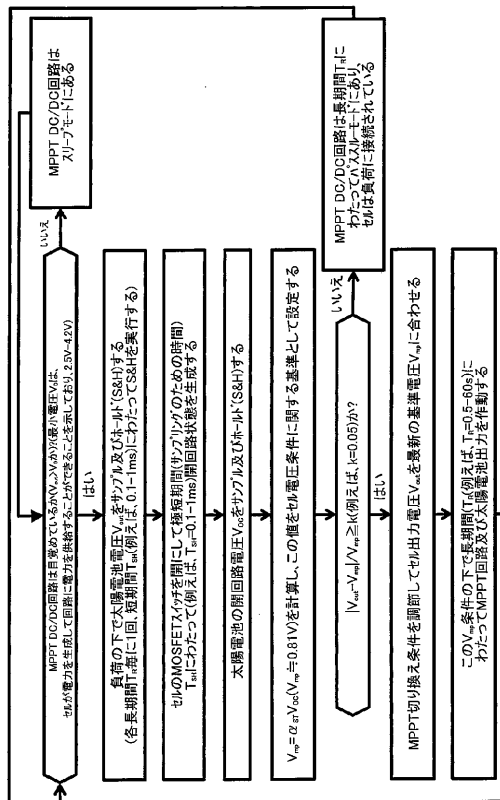 MPPT DC/DC回路は目覚めているか(Vcc>V0か)?(最小電圧V0は、
セルが電力を生成して回路に電力を供給することができることを示しており、2.5V~4.2V)
いいえ
MPPT DC/DC回路は
スリープモードにある
はい
負荷の下で太陽電池電圧Voutをサンプル及びホールド(S&H)する
(各長期間TR毎に1回、短期間TSH(例えば、0.1-1ms)にわたってS&Hを実行する)
セルのMOSFETスイッチを開にして極短期間(サンプリングのための時間)
TSHにわたって(例えば、TSH=0.1-1ms)開回路状態を生成する
太陽電池の開回路電圧VOCをサンプル及びホールド(S&H)する
Vmp=αSTVOC(Vmp≒0.81V)を計算し、この値をセル電圧条件に関する基準として設定する
|Vout-Vmp|/Vmp≧k(例えば、k=0.05)か?
いいえ
MPPT DC/DC回路は長期間TRに
わたってパススルーモードにあり、
セルは負荷に接続されている
はい
MPPT切り換え条件を調節してセル出力電圧Voutを最新の基準電圧Vmpに合わせる
このVmp条件の下で長期間(TR(例えば、TR=0.5-60s)に
わたってMPPT回路及び太陽電池出力を作動する